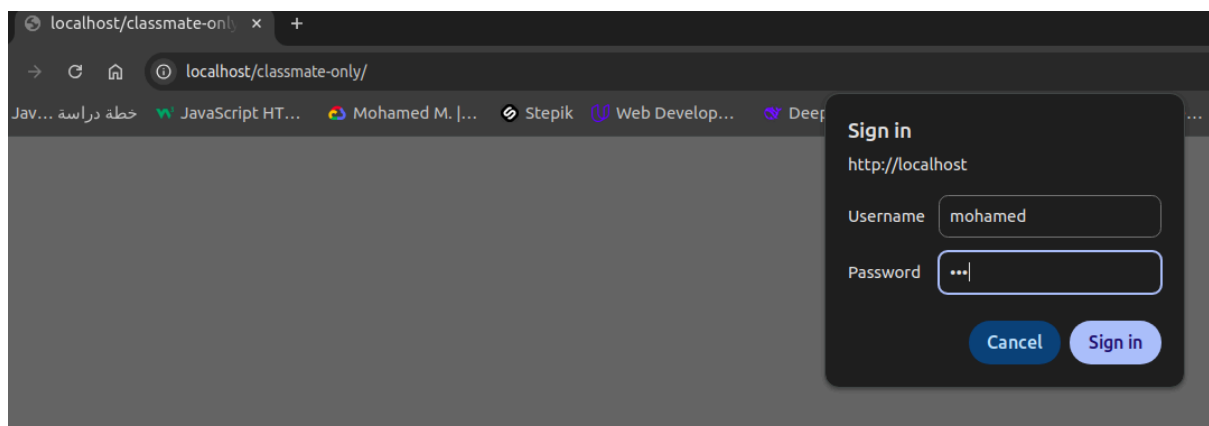 localhost/classmate-only ×
+
localhost/classmate-only/
Jav... خطة دراسة
JavaScript HT...
Mohamed M. |...
Stepik
Web Develop...
Deep
...
Sign in
http://localhost
Username mohamed
Password •••
Cancel Sign in